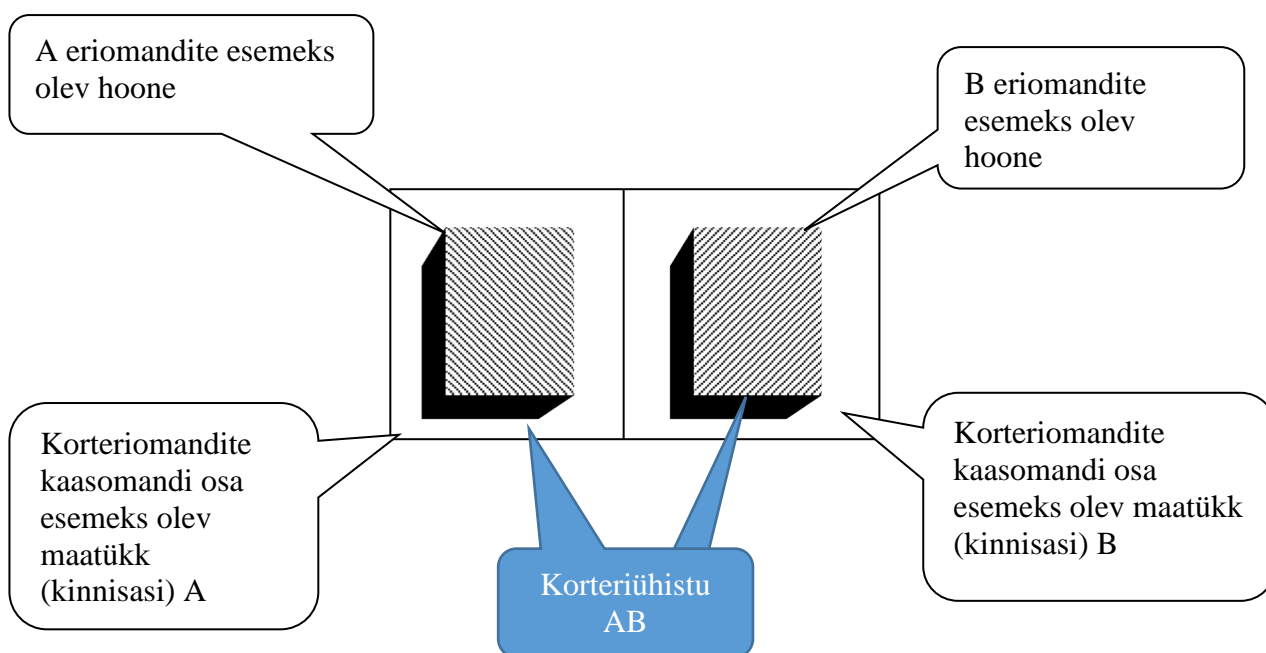 A eriomandite esemeks
olev hoone
B eriomandite
esemeks olev
hoone
Korteriomandite
kaasomandi osa
esemeks olev
maatükk
(kinnisasi) A
Korteriühistu
AB
Korteriomandite
kaasomandi osa
esemeks olev maatükk
(kinnisasi) B